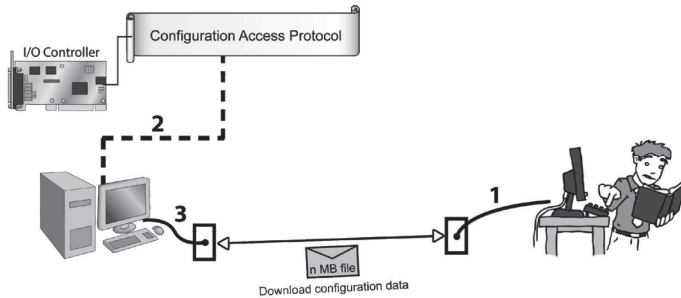 Configuration Access Protocol
I/O Controller
2
1
3
n MB file
Download configuration data